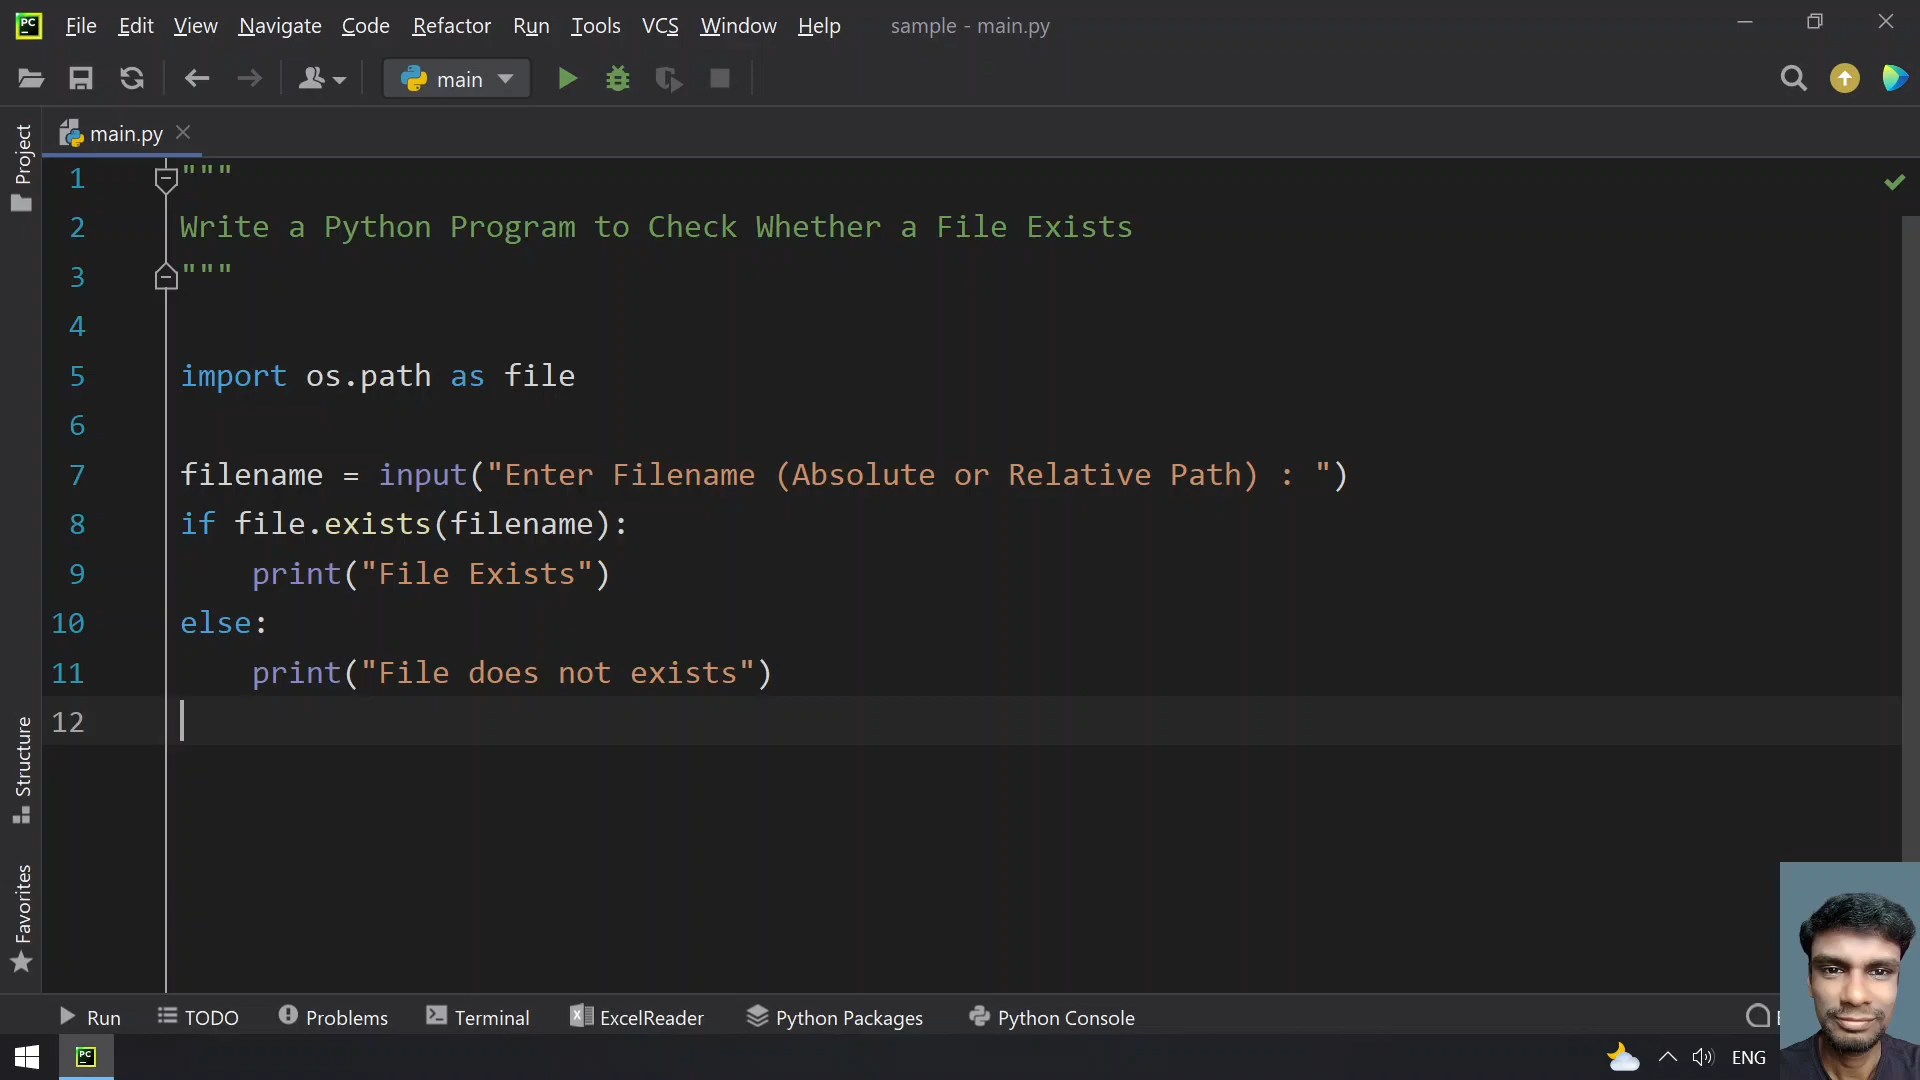 PC File Edit View Navigate Code Refactor Run Tools VCS Window Help sample - main.py
main
main.py
Project
1 """
2 Write a Python Program to Check Whether a File Exists
3 """
4
5 import os.path as file
6
7 filename = input("Enter Filename (Absolute or Relative Path) : ")
8 if file.exists(filename):
9 print("File Exists")
10 else:
11 print("File does not exists")
12
Structure
Favorites
Run TODO Problems Terminal ExcelReader Python Packages Python Console
PC ENG